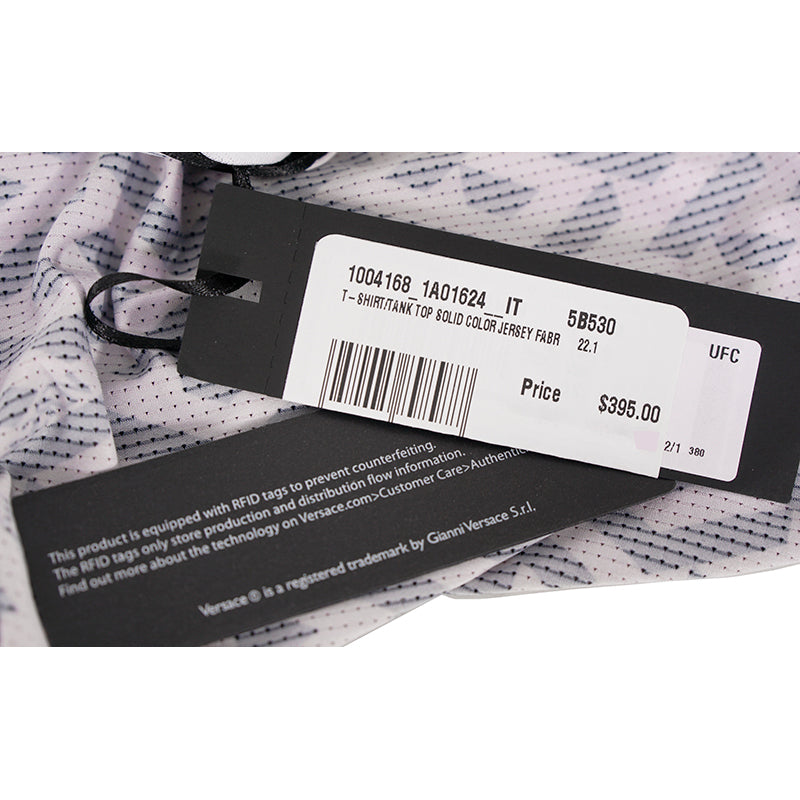 1004168_1A01624__IT 5B530
T-SHIRT/TANK TOP SOLID COLOR JERSEY FABR 22.1
Price $395.00
UFC
2/1 380
This product is equipped with RFID tags to prevent counterfeiting.
The RFID tags only store production and distribution flow information.
Find out more about the technology on Versace.com>Customer Care>Authentic
Versace ® is a registered trademark by Gianni Versace S.r.l.